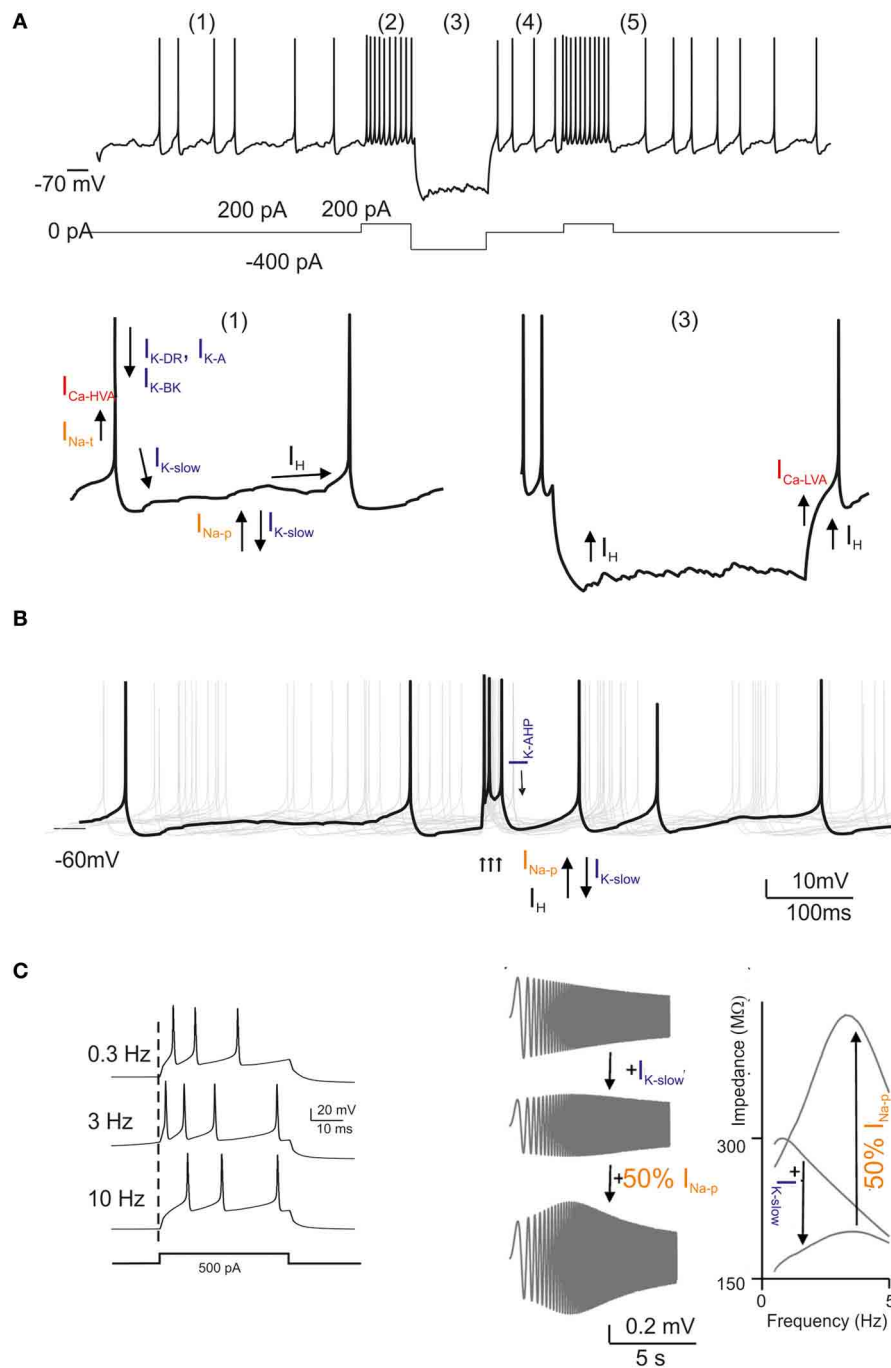 A
(1) (2) (3) (4) (5)
-70 mV
200 pA 200 pA
0 pA
-400 pA
(1) (3)
I K-DR, I K-A
I K-BK
I Ca-HVA
I Na-t
I K-slow
I H
I Na-p I K-slow
I Ca-LVA
I H
I H
B
I K-AHP
-60mV
I Na-p I K-slow
I H
10mV
100ms
C
0.3 Hz
3 Hz
20 mV
10 ms
10 Hz
500 pA
+I K-slow
+50% I Na-p
0.2 mV
5 s
Impedance (MΩ)
300
150
+I K-slow
50% I Na-p
0 5
Frequency (Hz)